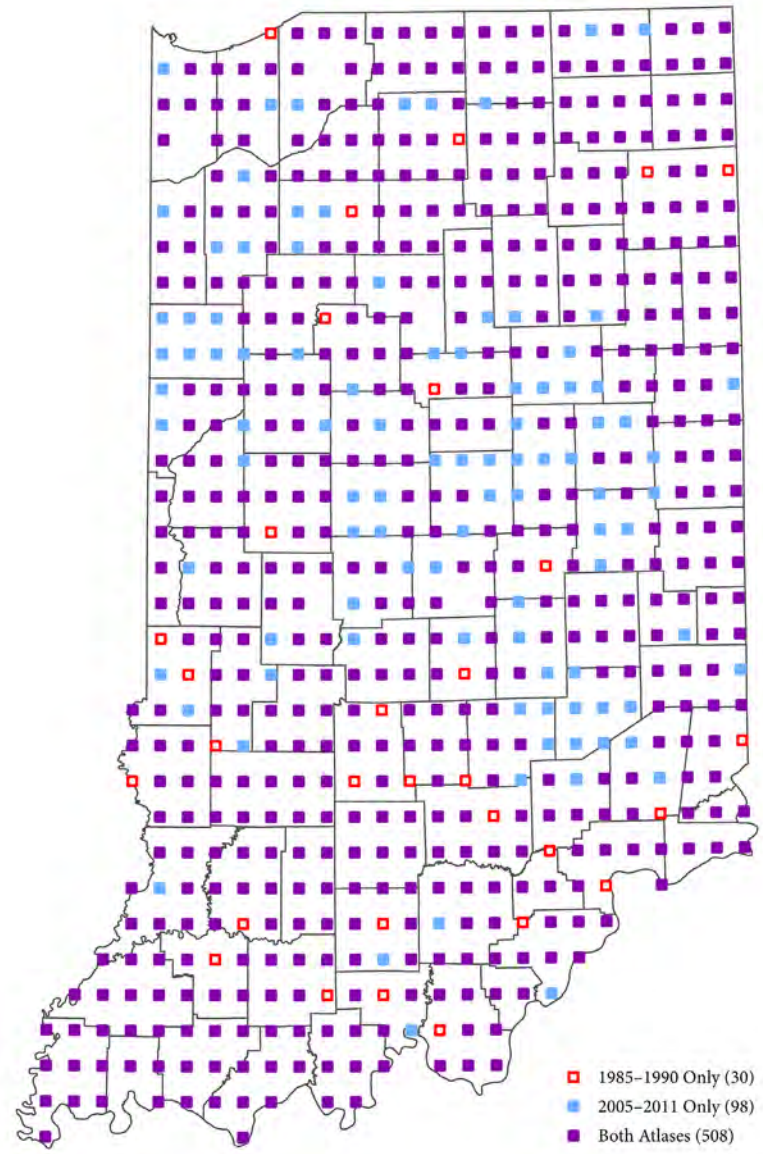 1985–1990 Only (30)
2005–2011 Only (98)
Both Atlases (508)